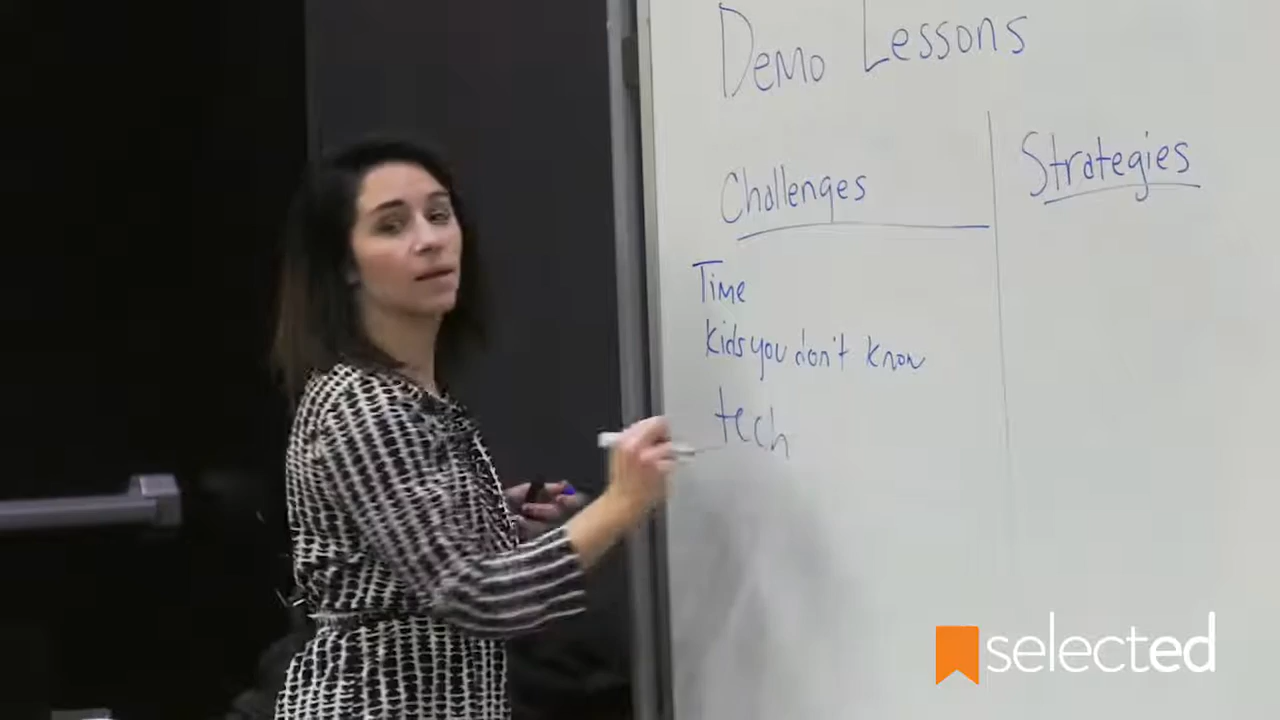 Demo Lessons
Challenges
Strategies
Time
kids you don't know
tech
selected